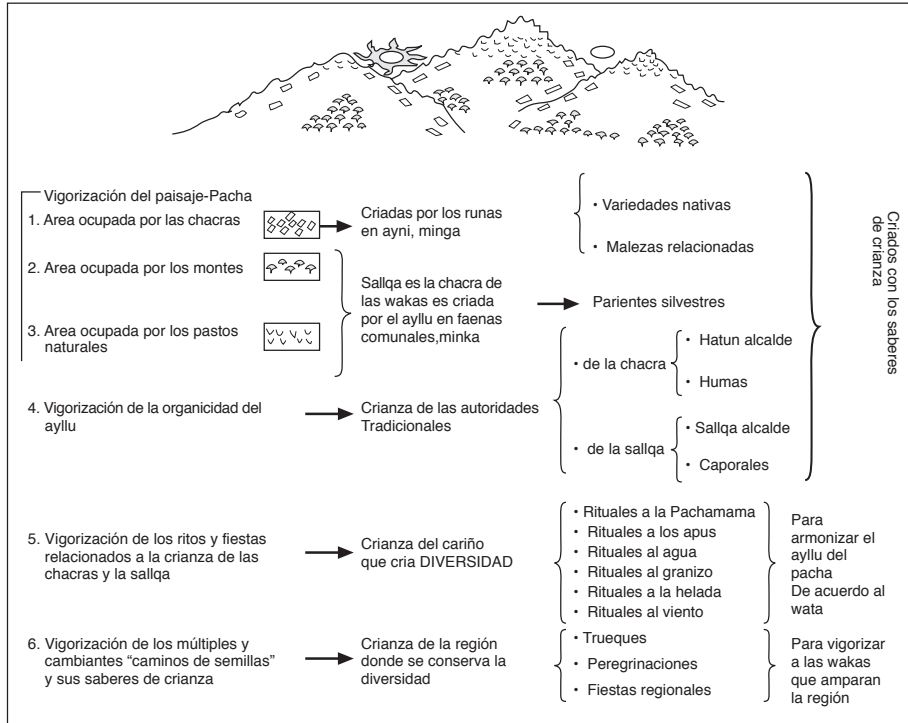 Vigorización del paisaje-Pacha
1. Area ocupada por las chacras
Criadas por los runas
en ayni, minga
• Variedades nativas
• Malezas relacionadas
2. Area ocupada por los montes
3. Area ocupada por los pastos
naturales
Sallqa es la chacra de
las wakas es criada
por el ayllu en faenas
comunales,minka
Parientes silvestres
4. Vigorización de la organicidad del
ayllu
Crianza de las autoridades
Tradicionales
• de la chacra
• Hatun alcalde
• Humas
• de la sallqa
• Sallqa alcalde
• Caporales
Criados con los saberes
de crianza
5. Vigorización de los ritos y fiestas
relacionados a la crianza de las
chacras y la sallqa
Crianza del cariño
que cria DIVERSIDAD
• Rituales a la Pachamama
• Rituales a los apus
• Rituales al agua
• Rituales al granizo
• Rituales a la helada
• Rituales al viento
Para
armonizar el
ayllu del
pacha
De acuerdo al
wata
6. Vigorización de los múltiples y
cambiantes “caminos de semillas”
y sus saberes de crianza
Crianza de la región
donde se conserva la
diversidad
• Trueques
• Peregrinaciones
• Fiestas regionales
Para vigorizar
a las wakas
que amparan
la región